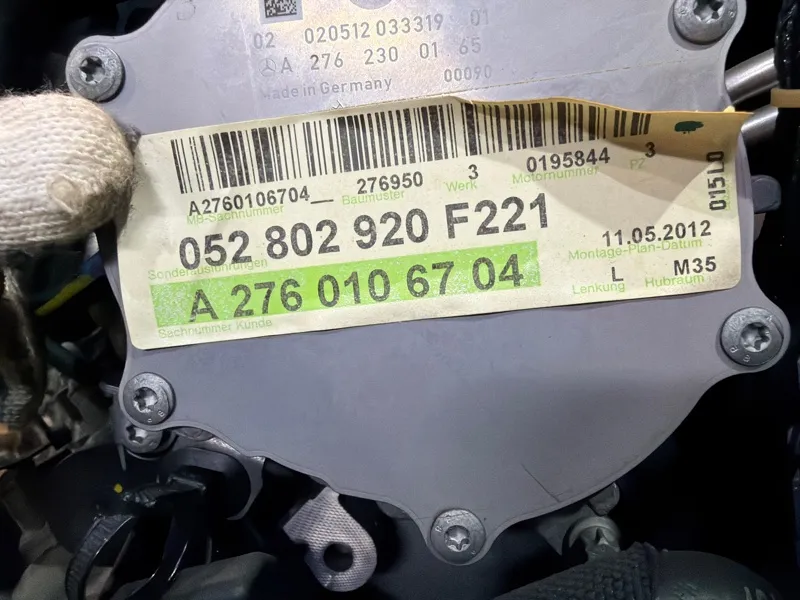 02 020512 033319 01
A 276 230 01 65
Made in Germany 00090
A2760106704 276950 3 0195844 3
MB-Sachnummer Baumuster Werk Motornummer PZ
052 802 920 F221 11.05.2012 015L0
Sonderausführungen Montage-Plan-Datum
A 276 010 67 04 L M35
Sachnummer Kunde Lenkung Hubraum